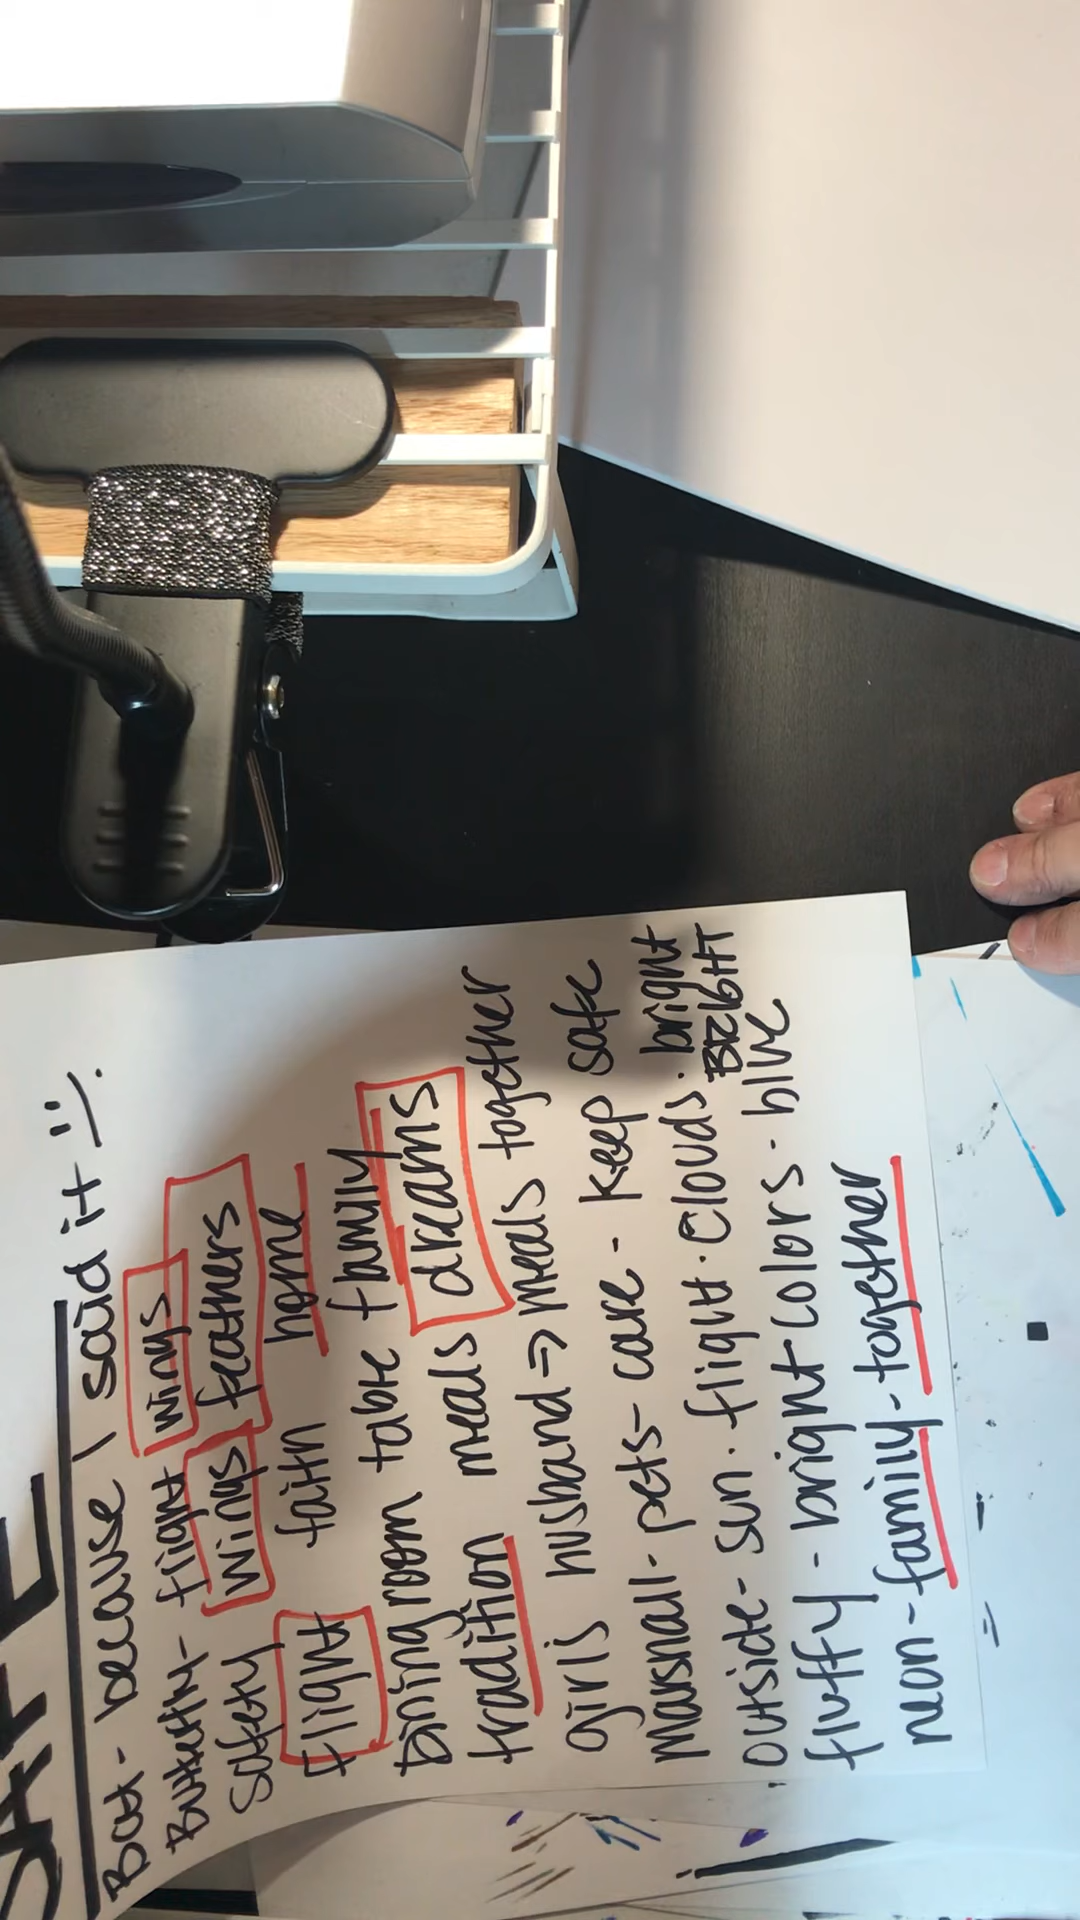 SAFE
Bat - because I said it :)
Butterfly - flight wings
safety wings feathers
flight faith home
Dining room table family
tradition meals dreams
girls husband => meals together
Marshall - pets - care - keep safe
outside - sun . flight . clouds . bright
BRIGHT
fluffy - bright colors - blue
neon - family - together